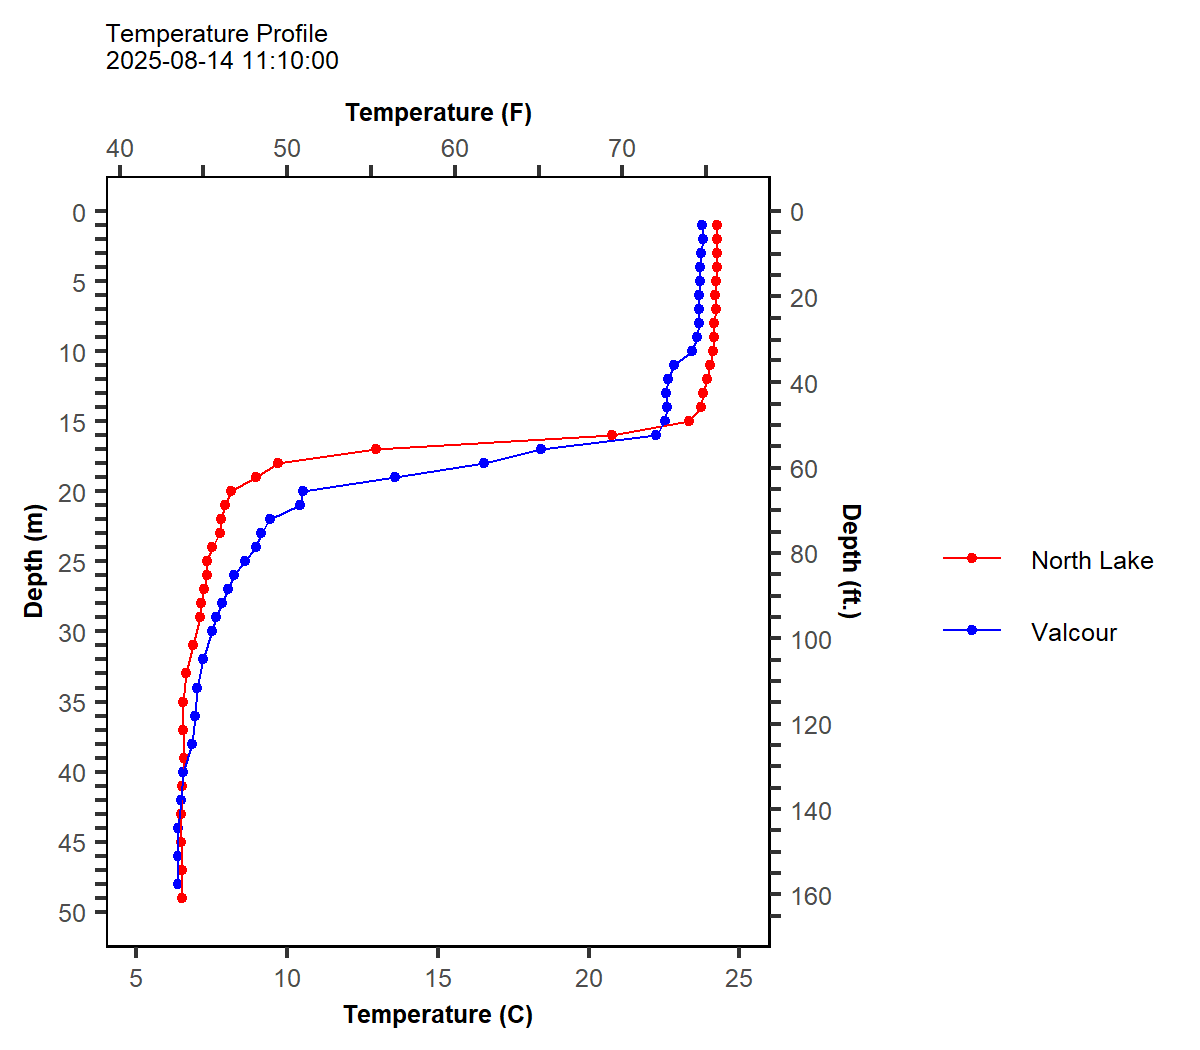 Temperature Profile
2025-08-14 11:10:00
Temperature (F)
40 50 60 70
0
5
10
15
20
25
30
35
40
45
50
Depth (m)
0
20
40
60
80
100
120
140
160
Depth (ft.)
North Lake
Valcour
5 10 15 20 25
Temperature (C)